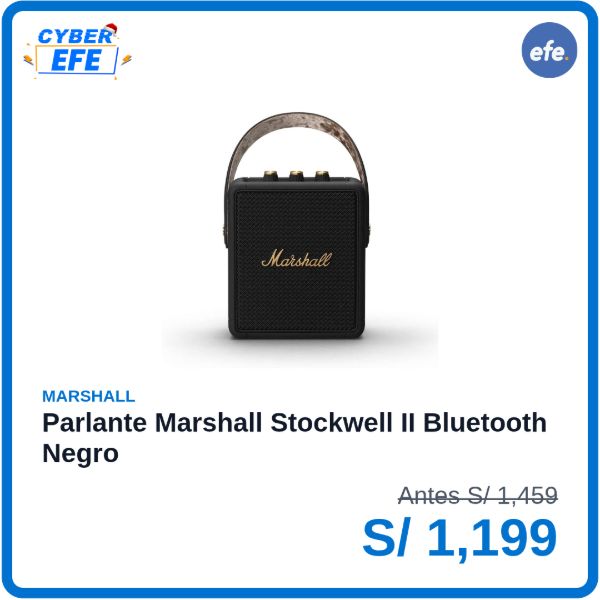 CYBER
EFE
efe.
Marshall
MARSHALL
Parlante Marshall Stockwell II Bluetooth
Negro
Antes S/ 1,459
S/ 1,199